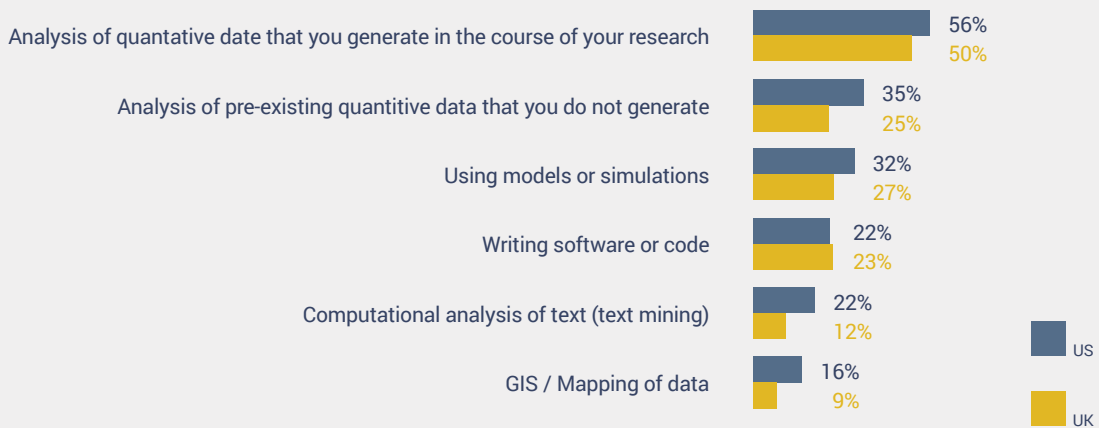 Analysis of quantative date that you generate in the course of your research
56%
50%
Analysis of pre-existing quantitive data that you do not generate
35%
25%
Using models or simulations
32%
27%
Writing software or code
22%
23%
Computational analysis of text (text mining)
22%
12%
GIS / Mapping of data
16%
9%
US
UK